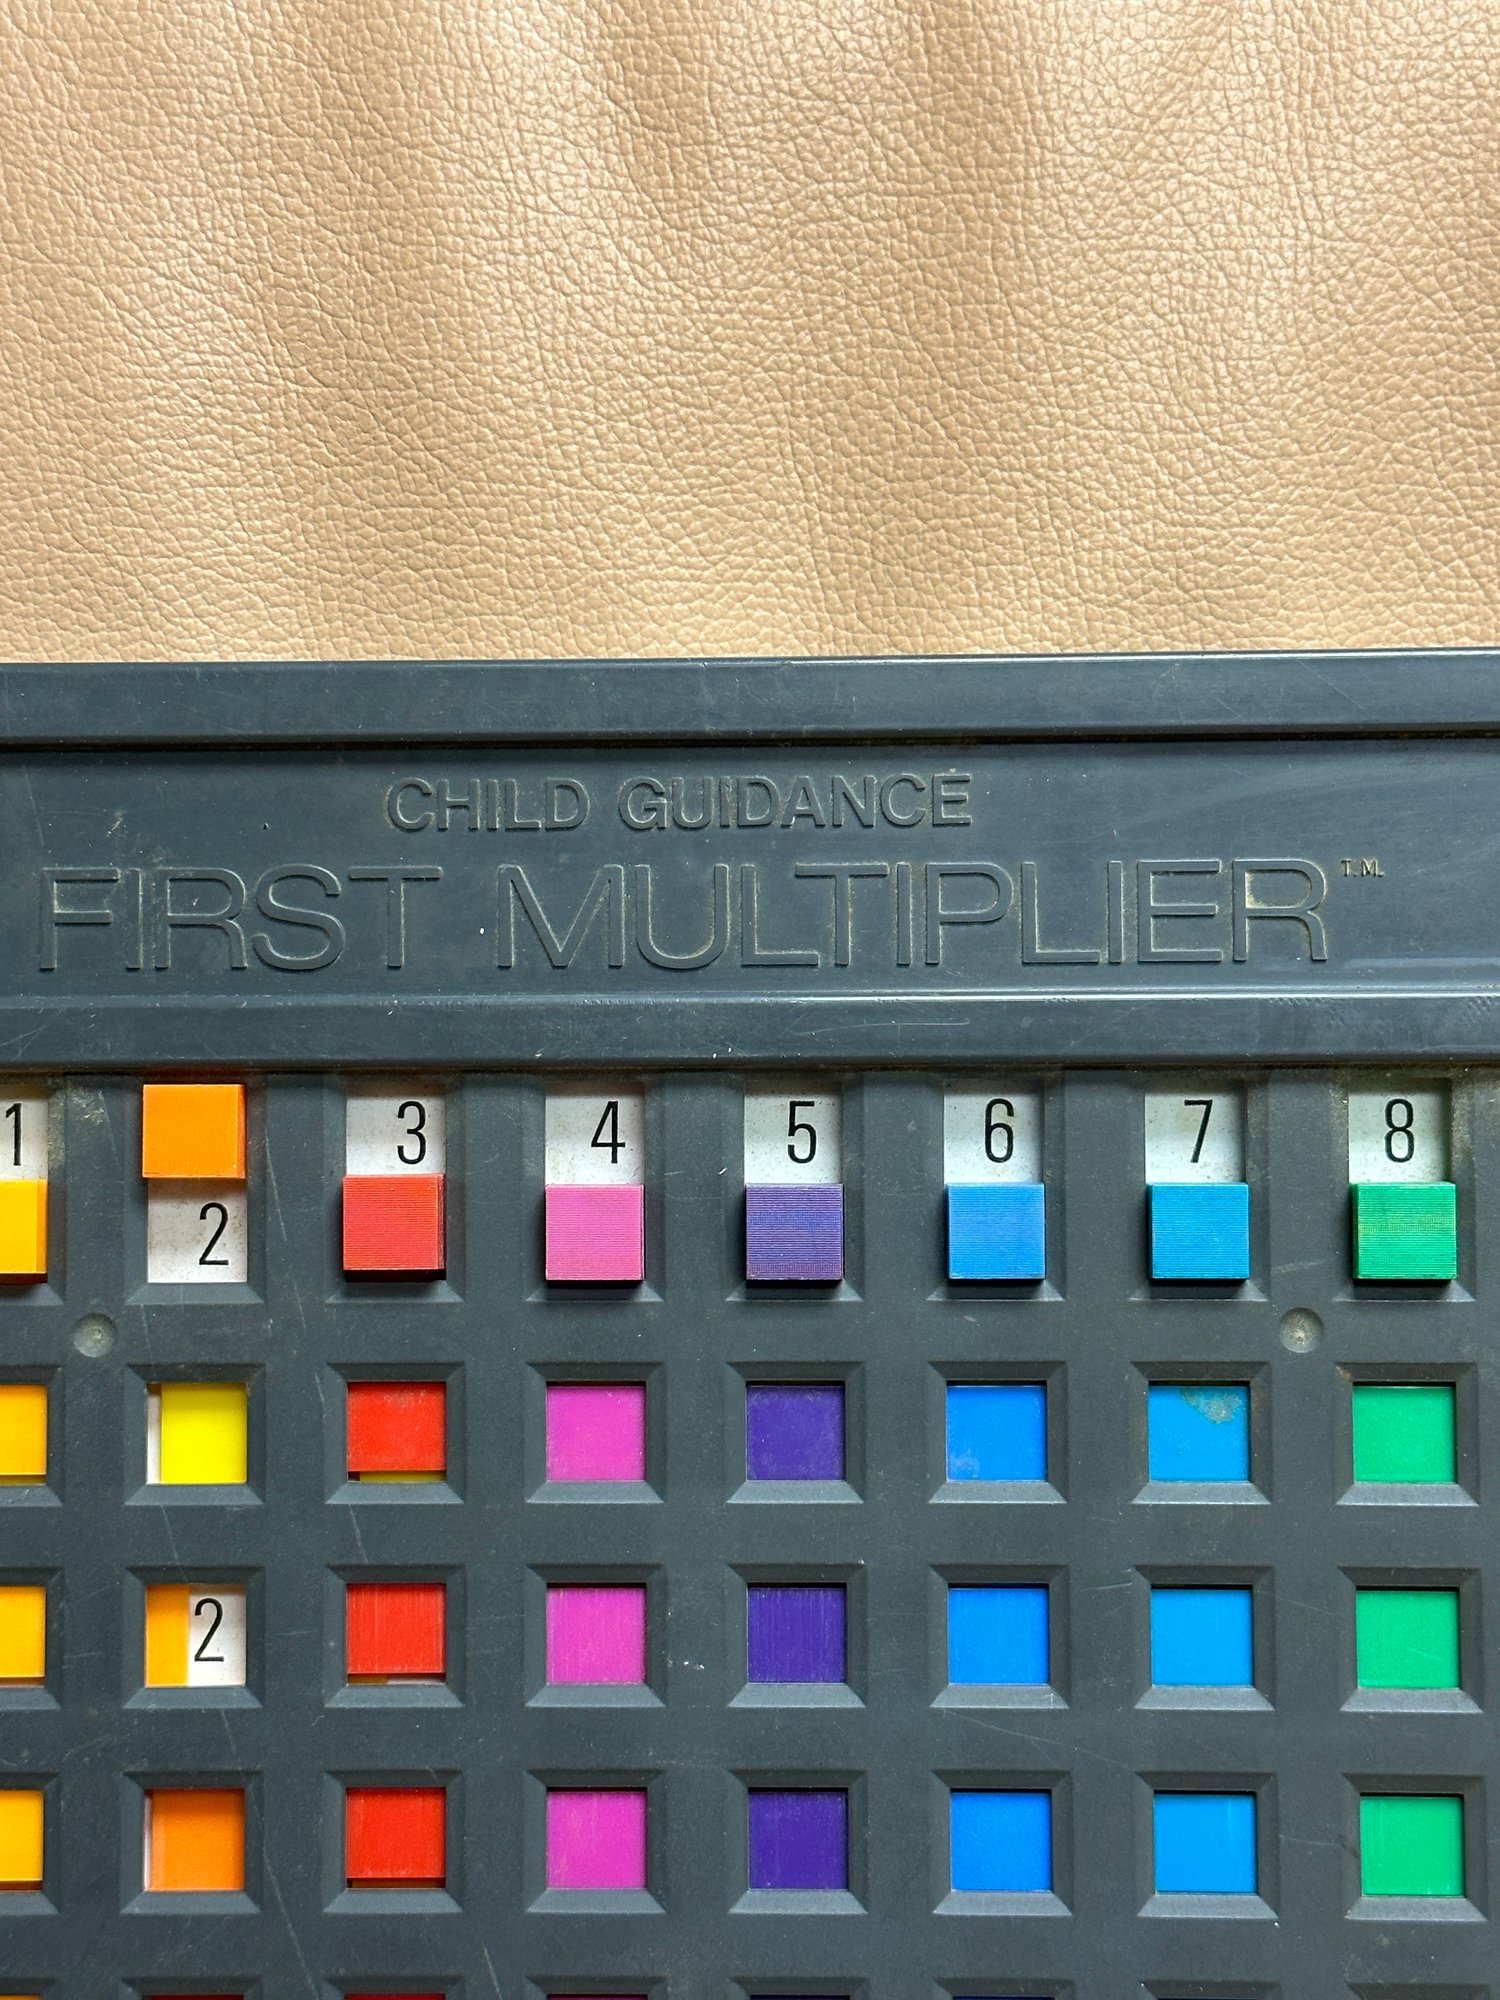 CHILD GUIDANCE
FIRST MULTIPLIER T.M.
1 3 4 5 6 7 8
2
2